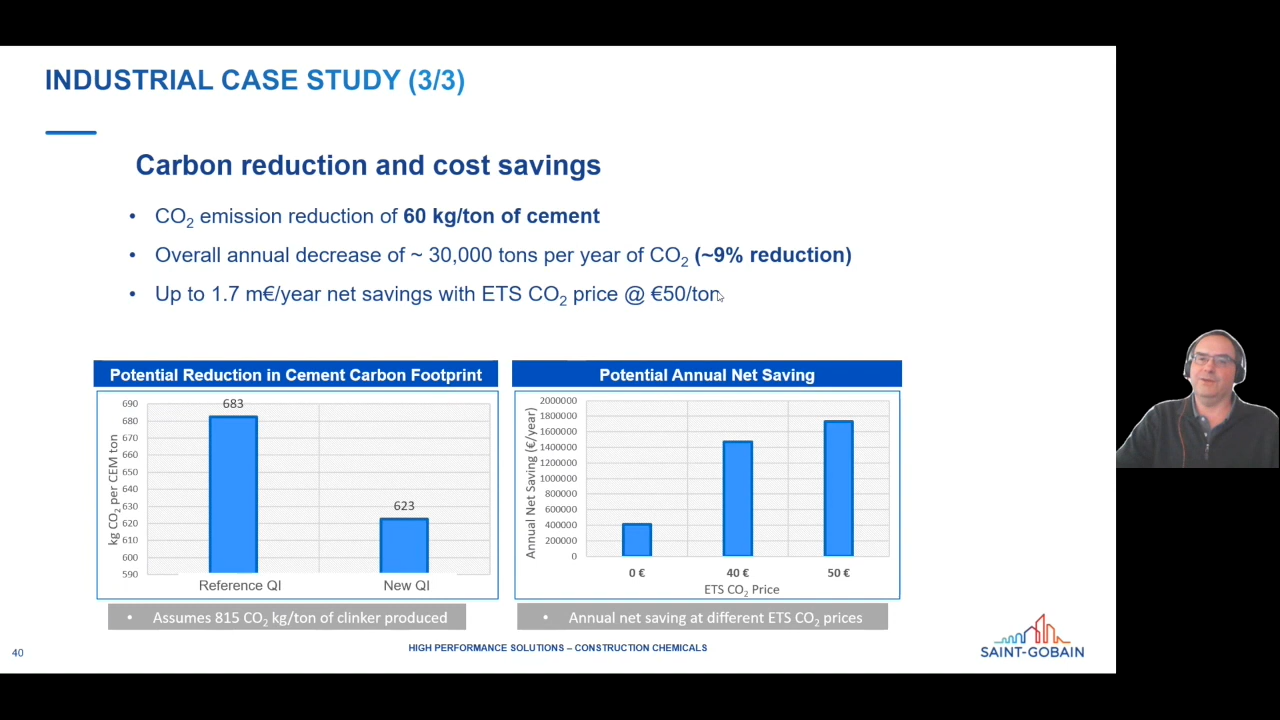 INDUSTRIAL CASE STUDY (3/3)
Carbon reduction and cost savings
• CO2 emission reduction of 60 kg/ton of cement
• Overall annual decrease of ~ 30,000 tons per year of CO2 (~9% reduction)
• Up to 1.7 m€/year net savings with ETS CO2 price @ €50/ton
Potential Reduction in Cement Carbon Footprint
kg CO2 per CEM ton
690
680
670
660
650
640
630
620
610
600
590
683
623
Reference QI
New QI
• Assumes 815 CO2 kg/ton of clinker produced
Potential Annual Net Saving
Annual Net Saving (€/year)
2000000
1800000
1600000
1400000
1200000
1000000
800000
600000
400000
200000
0
0 €
40 €
50 €
ETS CO2 Price
• Annual net saving at different ETS CO2 prices
40
HIGH PERFORMANCE SOLUTIONS – CONSTRUCTION CHEMICALS
SAINT-GOBAIN